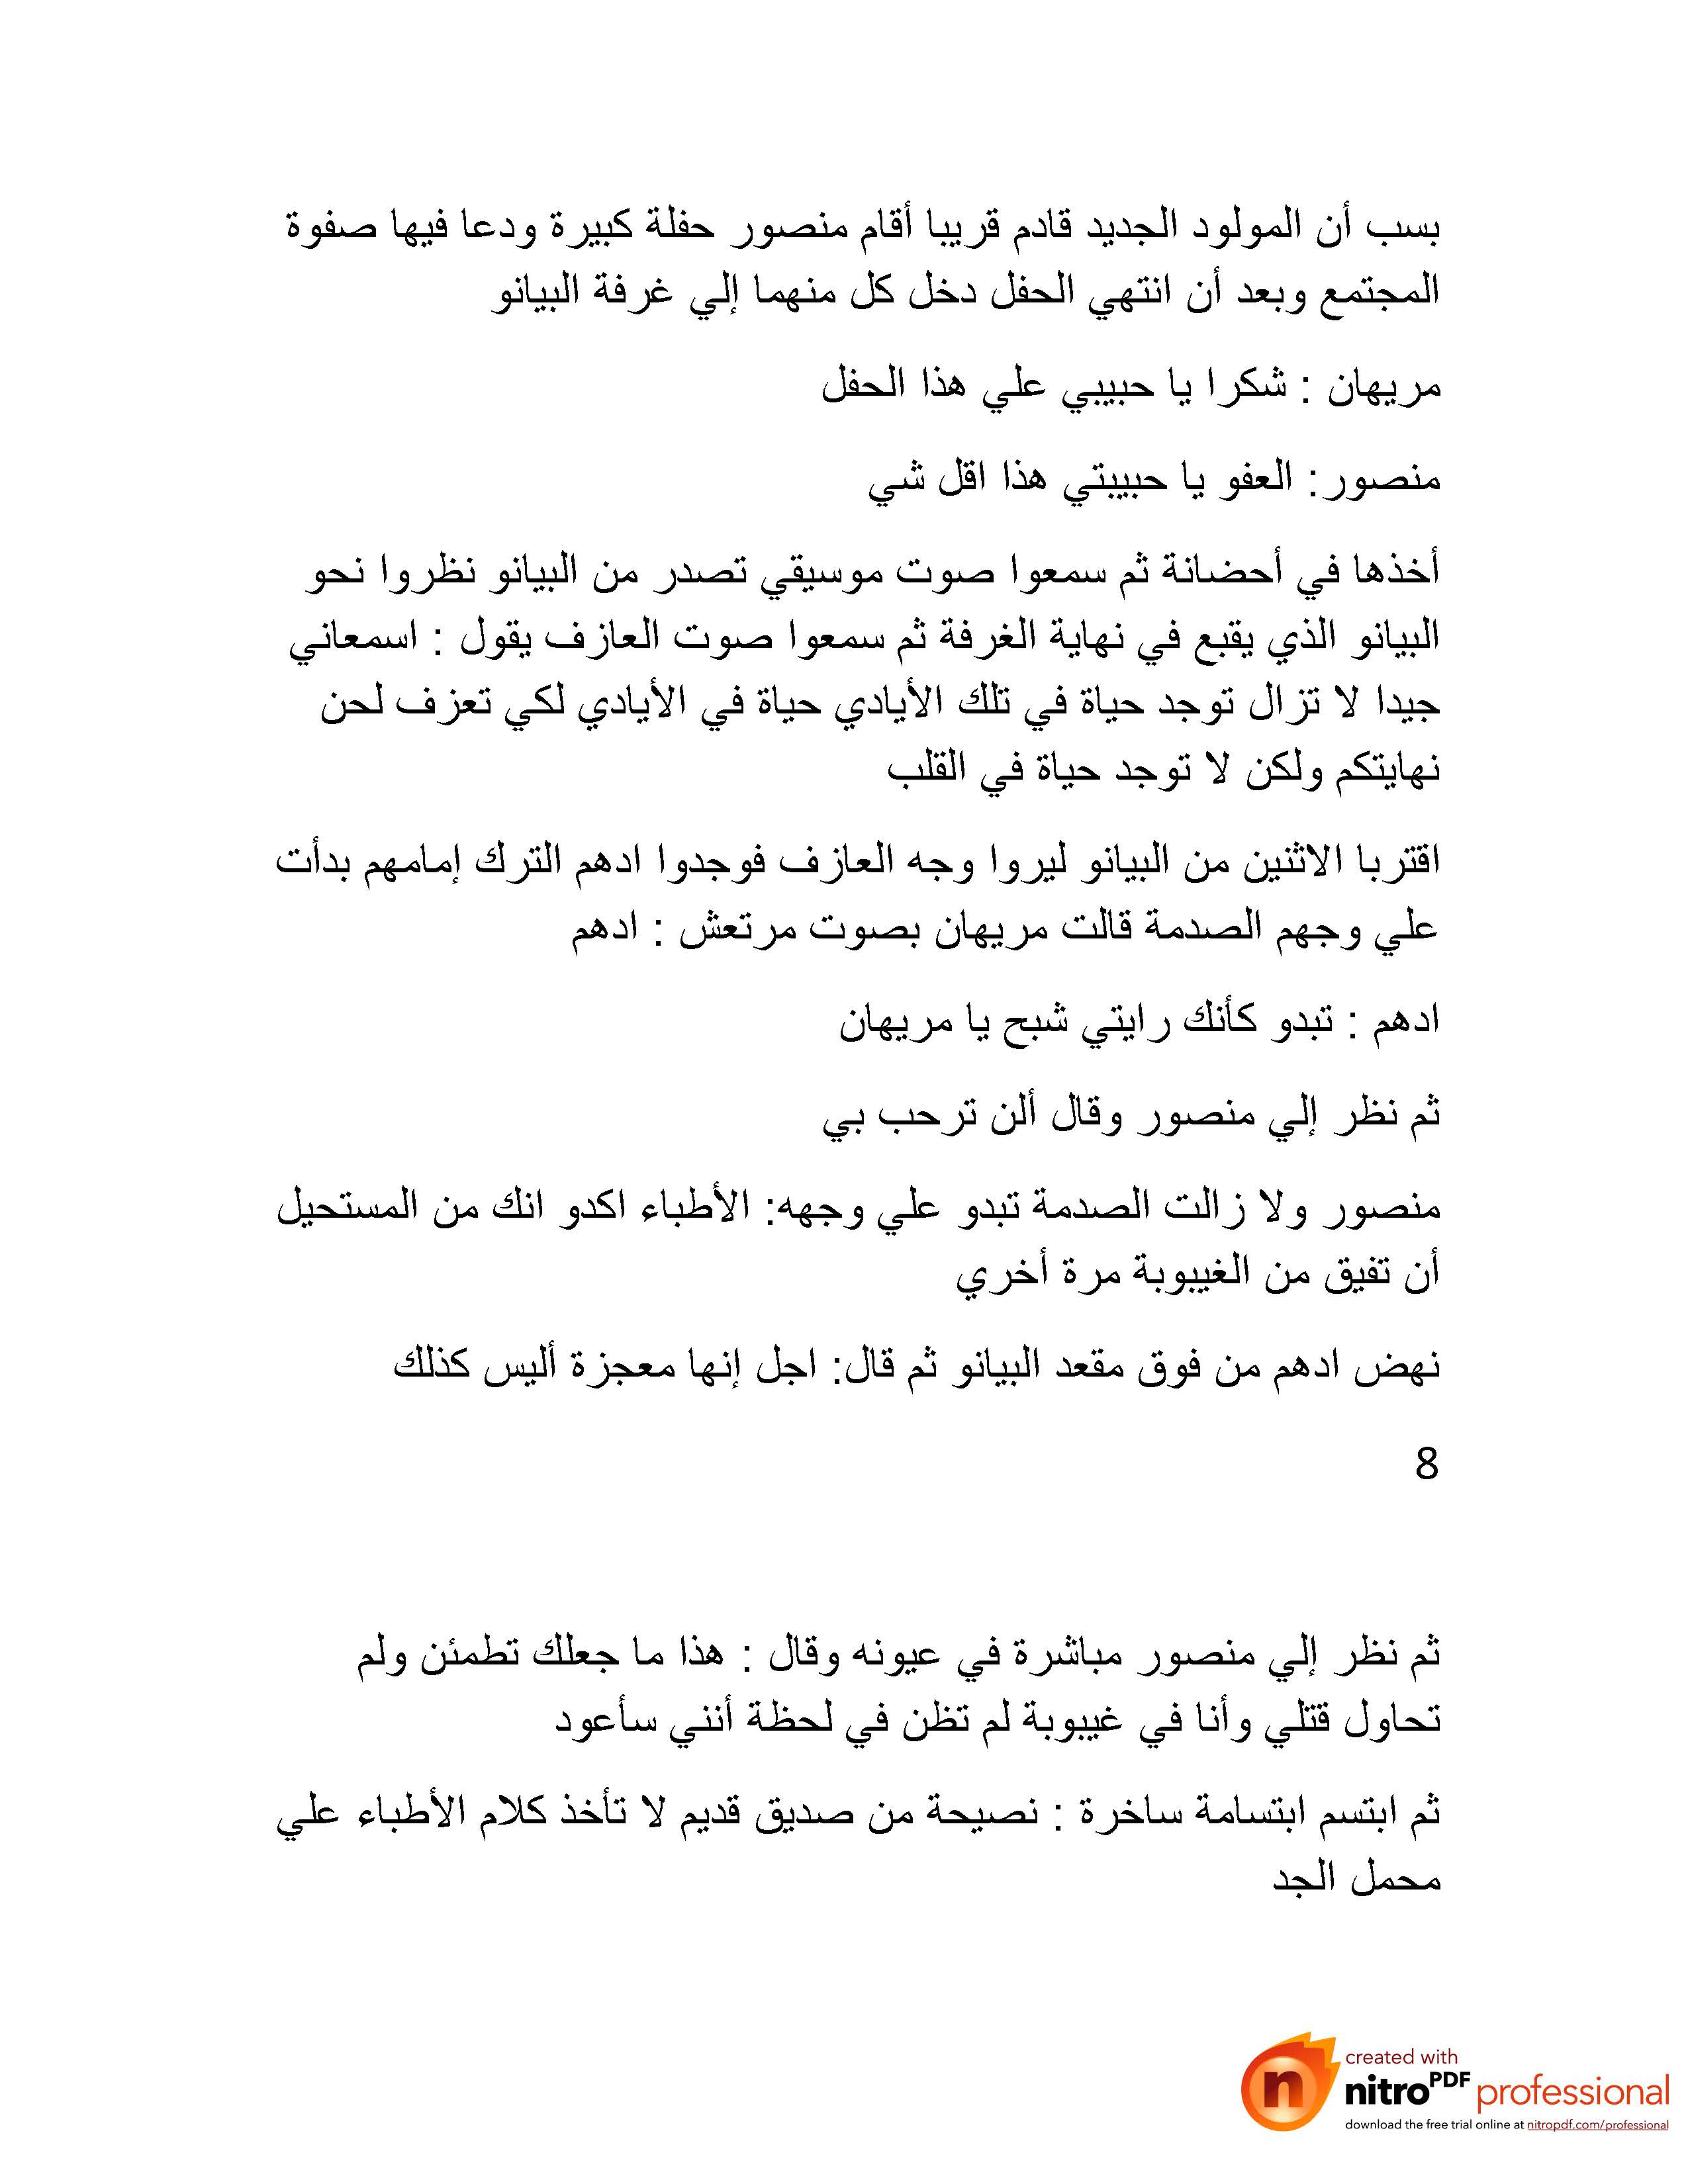 بسب أن المولود الجديد قادم قريبا أقام منصور حفلة كبيرة ودعا فيها صفوة
المجتمع وبعد أن انتهي الحفل دخل كل منهما إلي غرفة البيانو
مريهان : شكرا يا حبيبي علي هذا الحفل
منصور: العفو يا حبيبتي هذا اقل شي
أخذها في أحضانة ثم سمعوا صوت موسيقي تصدر من البيانو نظروا نحو
البيانو الذي يقبع في نهاية الغرفة ثم سمعوا صوت العازف يقول : اسمعاني
جيدا لا تزال توجد حياة في تلك الأيادي حياة في الأيادي لكي تعزف لحن
نهايتكم ولكن لا توجد حياة في القلب
اقتربا الاثنين من البيانو ليروا وجه العازف فوجدوا ادهم الترك إمامهم بدأت
علي وجهم الصدمة قالت مريهان بصوت مرتعش : ادهم
ادهم : تبدو كأنك رايتي شبح يا مريهان
ثم نظر إلي منصور وقال ألن ترحب بي
منصور ولا زالت الصدمة تبدو علي وجهه: الأطباء اكدو انك من المستحيل
أن تفيق من الغيبوبة مرة أخري
نهض ادهم من فوق مقعد البيانو ثم قال: اجل إنها معجزة أليس كذلك
8
ثم نظر إلي منصور مباشرة في عيونه وقال : هذا ما جعلك تطمئن ولم
تحاول قتلي وأنا في غيبوبة لم تظن في لحظة أنني سأعود
ثم ابتسم ابتسامة ساخرة : نصيحة من صديق قديم لا تأخذ كلام الأطباء علي
محمل الجد
created with
nitroPDF professional
download the free trial online at nitropdf.com/professional